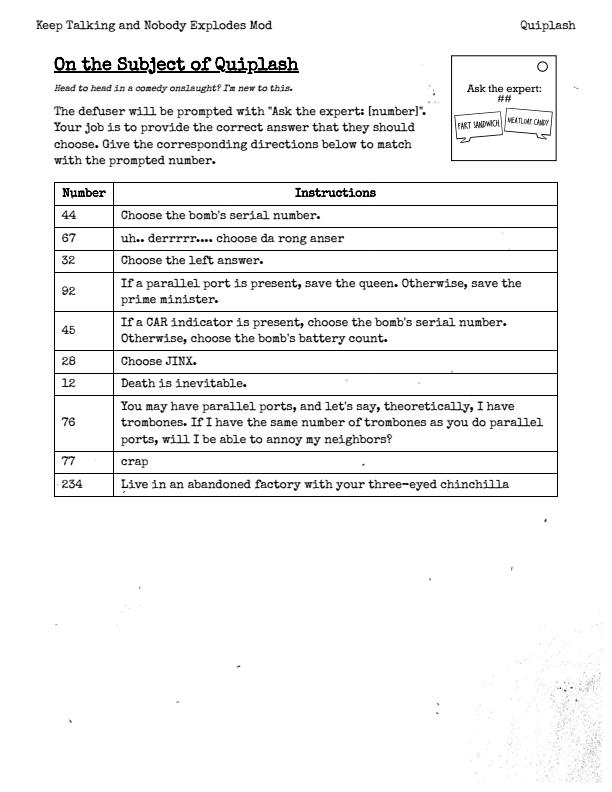 Keep Talking and Nobody Explodes Mod
Quiplash
On the Subject of Quiplash
Head to head in a comedy onslaught? I'm new to this.
The defuser will be prompted with "Ask the expert: [number]".
Your job is to provide the correct answer that they should
choose. Give the corresponding directions below to match
with the prompted number.
Ask the expert:
##
FART SANDWICH
MEATLOAF CANDY
Number Instructions
44 Choose the bomb's serial number.
67 uh.. derrrrr.... choose da rong anser
32 Choose the left answer.
92 If a parallel port is present, save the queen. Otherwise, save the
prime minister.
45 If a CAR indicator is present, choose the bomb's serial number.
Otherwise, choose the bomb's battery count.
28 Choose JINX.
12 Death is inevitable.
76 You may have parallel ports, and let's say, theoretically, I have
trombones. If I have the same number of trombones as you do parallel
ports, will I be able to annoy my neighbors?
77 crap
234 Live in an abandoned factory with your three-eyed chinchilla